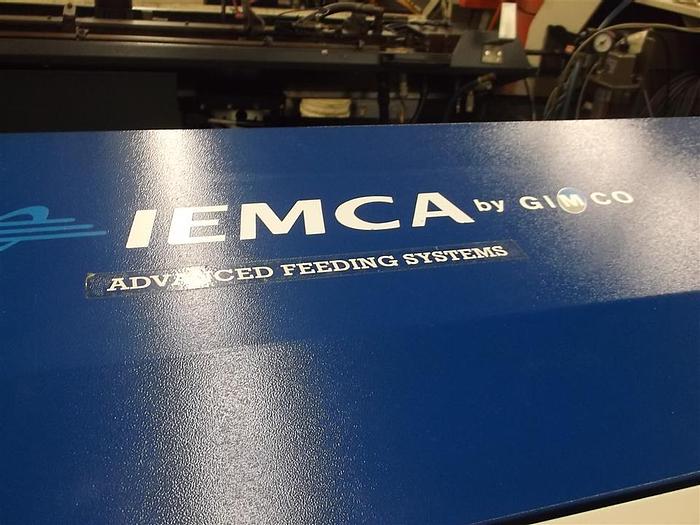 IEMCA by GIMCO
ADVANCED FEEDING SYSTEMS